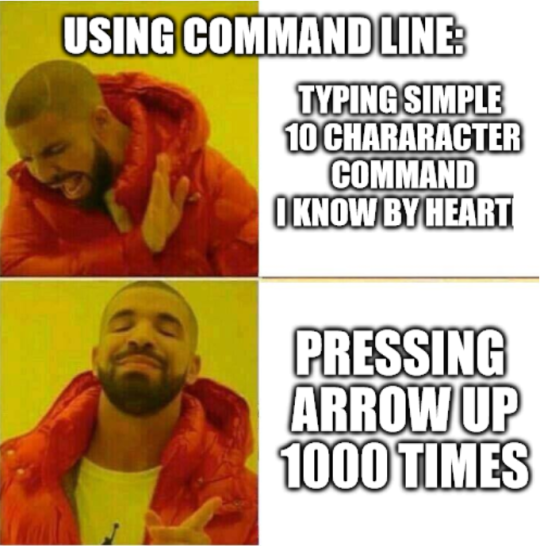 USING COMMAND LINE:
TYPING SIMPLE
10 CHARARACTER
COMMAND
I KNOW BY HEART
PRESSING
ARROW UP
1000 TIMES